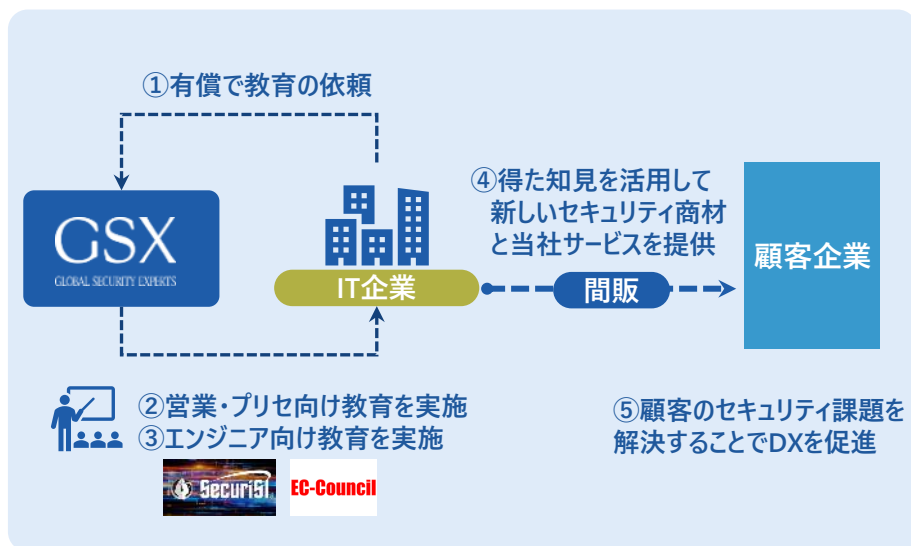 ①有償で教育の依頼
GSX
GLOBAL SECURITY EXPERTS
IT企業
④得た知見を活用して
新しいセキュリティ商材
と当社サービスを提供
間販
顧客企業
②営業・プリセ向け教育を実施
③エンジニア向け教育を実施
SecuriST
EC-Council
⑤顧客のセキュリティ課題を
解決することでDXを促進